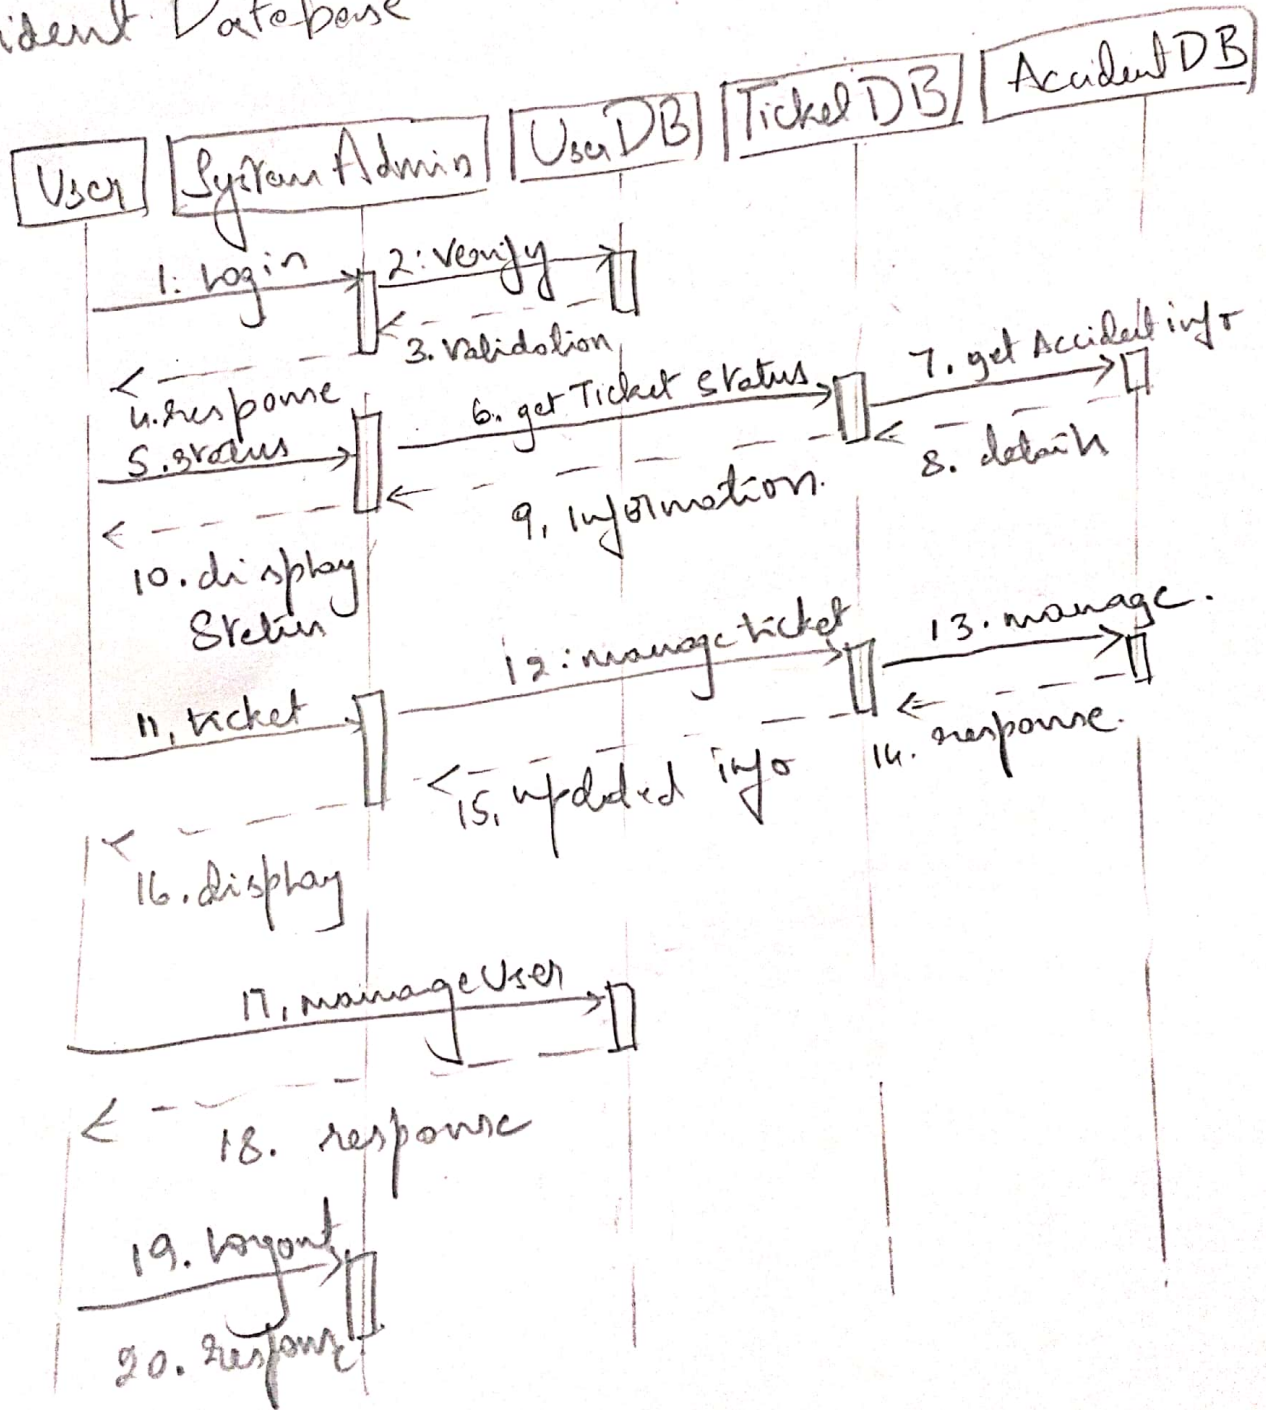 ident Database
User
System Admin
User DB
Ticket DB
Accident DB
1: Login
2: Verify
3. Validation
4. response
5. status
6. get Ticket Status
7. get Accident info
8. details
9, Information.
10. display
Status
11, ticket
12: manage ticket
13. manage.
14. response.
15, updated info
16. display
17, manageUser
18. response
19. Logout
20. response